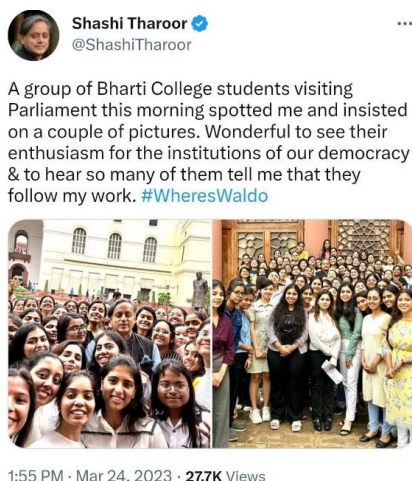 Shashi Tharoor
@ShashiTharoor
A group of Bharti College students visiting
Parliament this morning spotted me and insisted
on a couple of pictures. Wonderful to see their
enthusiasm for the institutions of our democracy
& to hear so many of them tell me that they
follow my work. #WheresWaldo
1:55 PM · Mar 24, 2023 · 27.7K Views